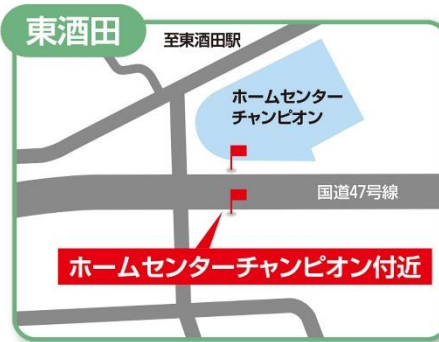 東酒田
至東酒田駅
ホームセンター
チャンピオン
国道47号線
ホームセンターチャンピオン付近